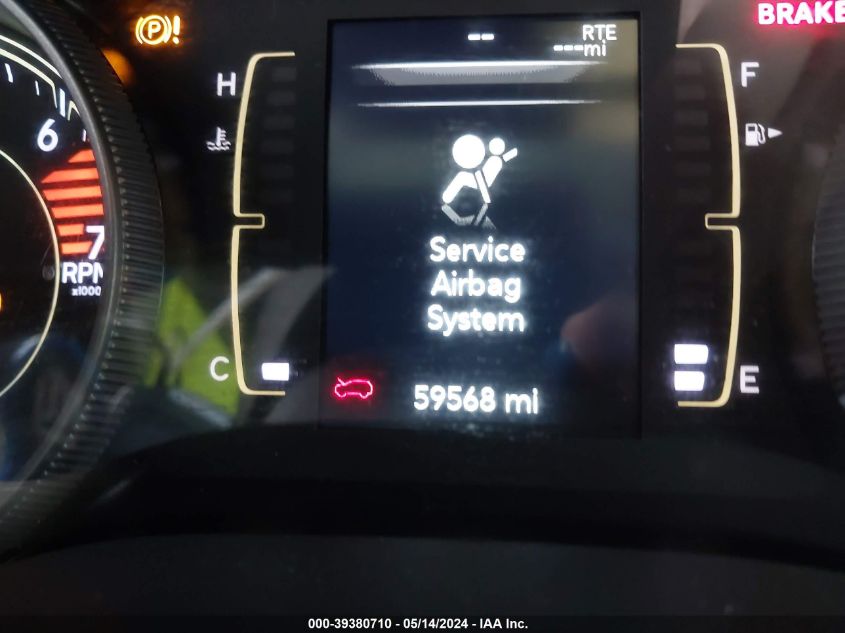 (P)!
BRAKE
-- RTE
---mi
H
F
6
7
RPM
x1000
Service
Airbag
System
C
E
59568 mi
000-39380710 - 05/14/2024 - IAA Inc.